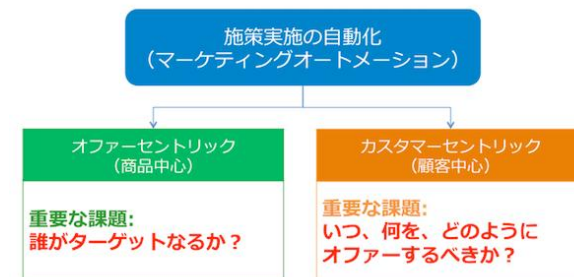 施策実施の自動化
（マーケティングオートメーション）
オファーセントリック
（商品中心）
重要な課題:
誰がターゲットなるか？
カスタマーセントリック
（顧客中心）
重要な課題:
いつ、何を、どのように
オファーするべきか？